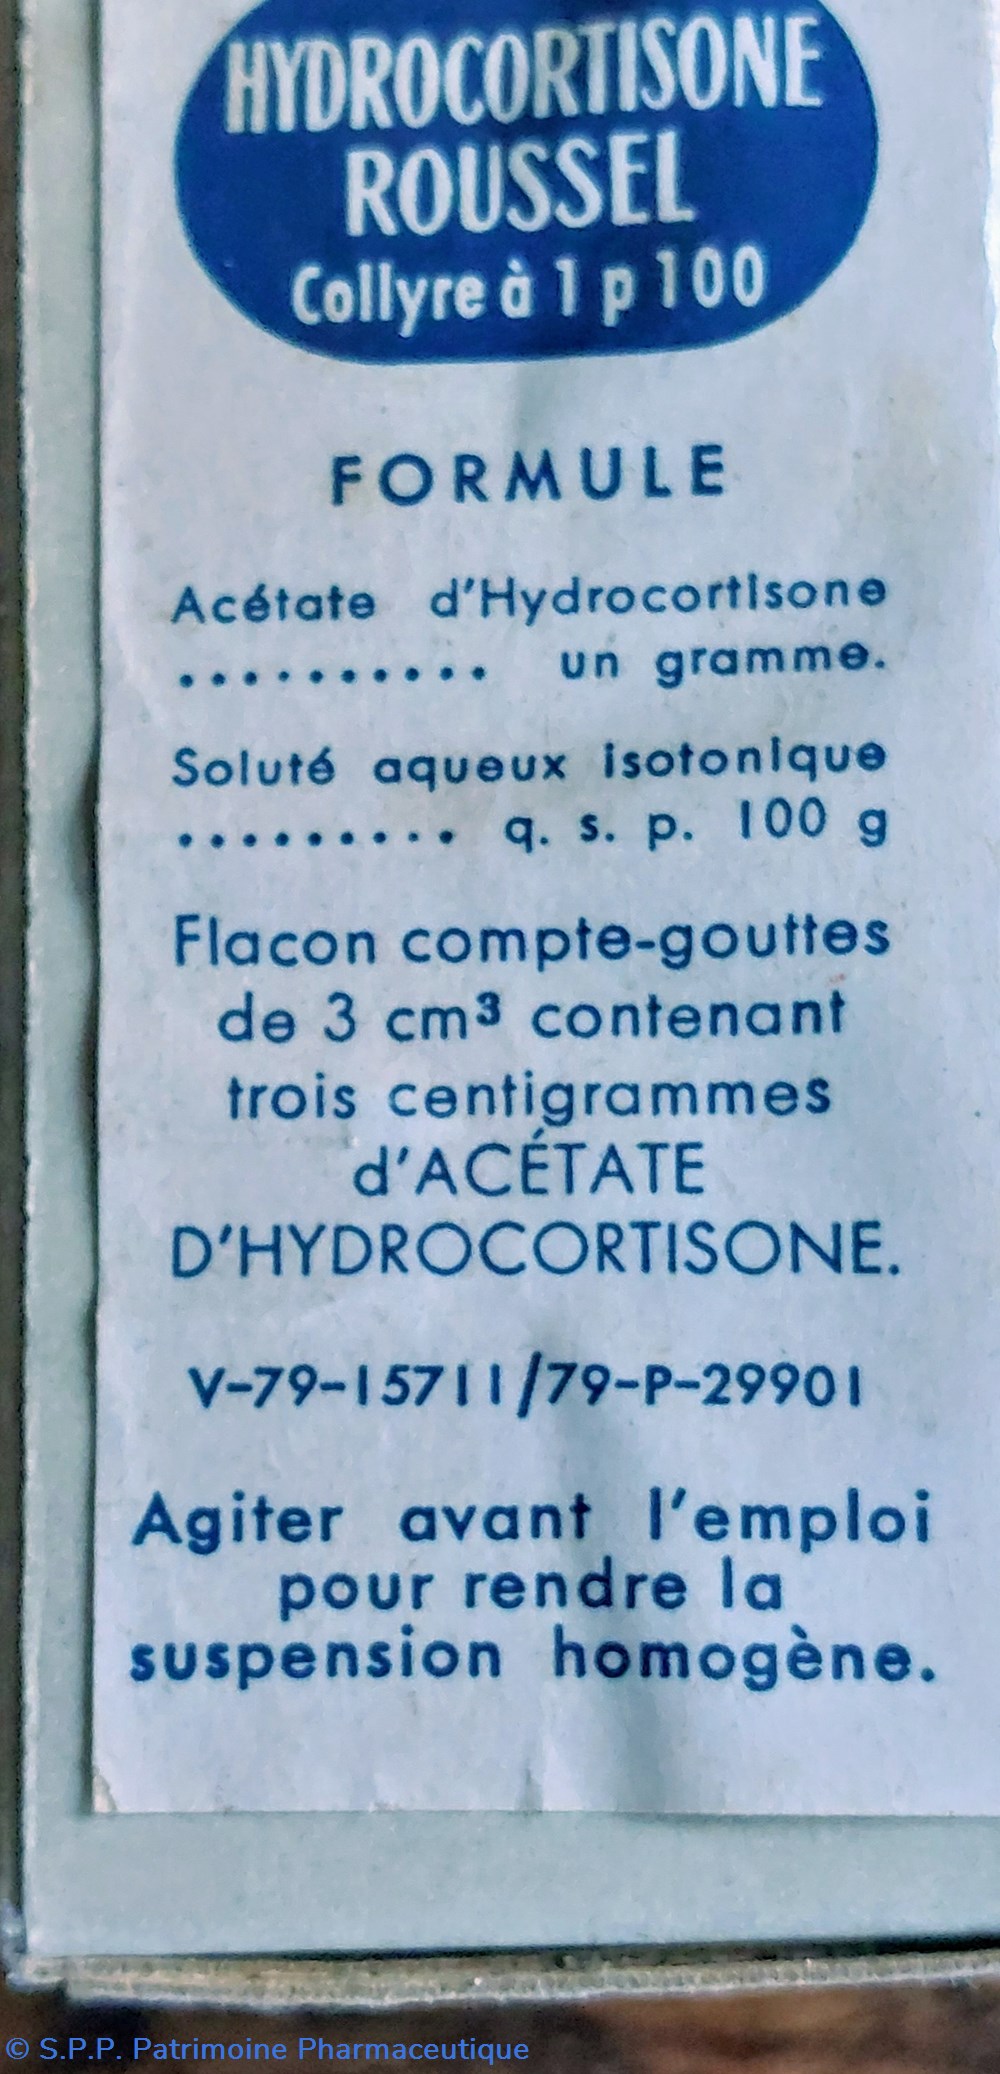 HYDROCORTISONE
ROUSSEL
Collyre à 1 p 100
FORMULE
Acétate d'Hydrocortisone
.......... un gramme.
Soluté aqueux isotonique
......... q. s. p. 100 g
Flacon compte-gouttes
de 3 cm³ contenant
trois centigrammes
d'ACÉTATE
D'HYDROCORTISONE.
V-79-15711/79-P-29901
Agiter avant l'emploi
pour rendre la
suspension homogène.
© S.P.P. Patrimoine Pharmaceutique